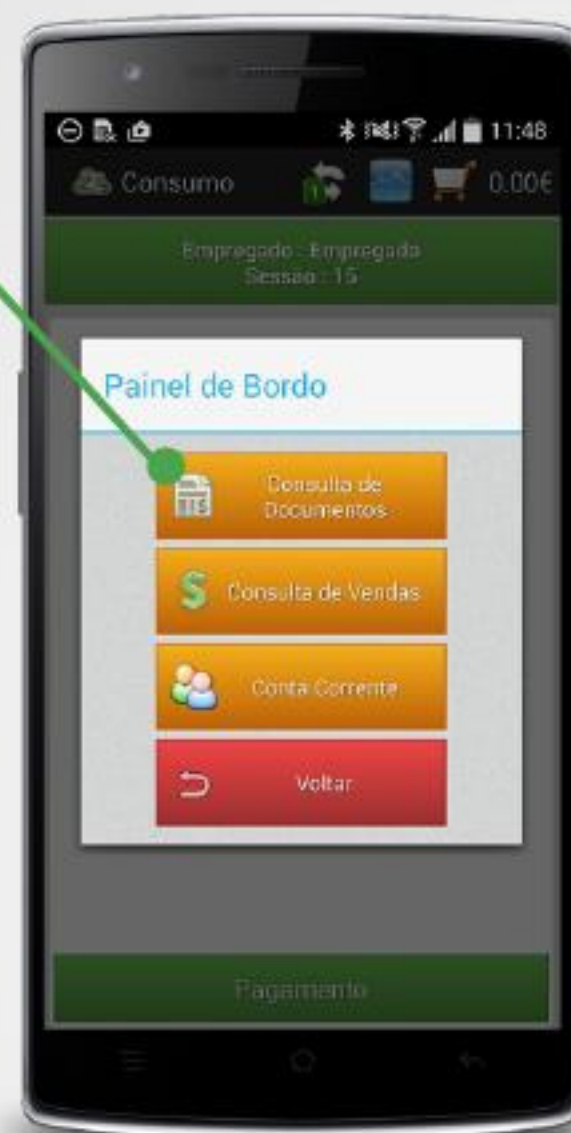 11:48
Consumo
0.00€
Empregado : Empregado
Sessão : 15
Painel de Bordo
Consulta de
Documentos
Consulta de Vendas
Conta Corrente
Voltar
Pagamento